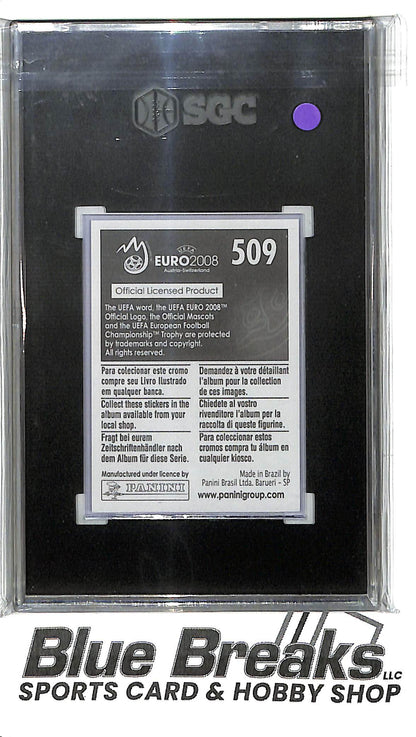 SGC
UEFA
EURO2008
Austria-Switzerland
509
Official Licensed Product
The UEFA word, the UEFA EURO 2008™
Official Logo, the Official Mascots
and the UEFA European Football
Championship™ Trophy are protected
by trademarks and copyright.
All rights reserved.
Para colecionar este cromo
compre seu Livro Ilustrado
em qualquer banca.
Collect these stickers in the
album available from your
local shop.
Fragt bei eurem
Zeitschriftenhändler nach
dem Album für diese Serie.
Demandez à votre détaillant
l'album pour la collection
de ces images.
Chiedete al vostro
rivenditore l'album per la
raccolta di queste figurine.
Para coleccionar estos
cromos compra tu álbum en
cualquier kiosco.
Manufactured under licence by
PANINI
Made in Brazil by
Panini Brasil Ltda. Barueri - SP
www.paninigroup.com
Blue Breaks LLC
SPORTS CARD & HOBBY SHOP